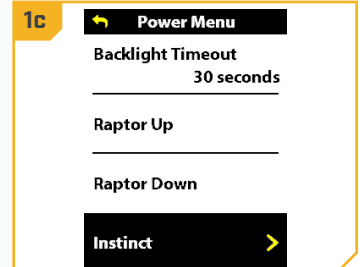 1c
Power Menu
Backlight Timeout
30 seconds
Raptor Up
Raptor Down
Instinct